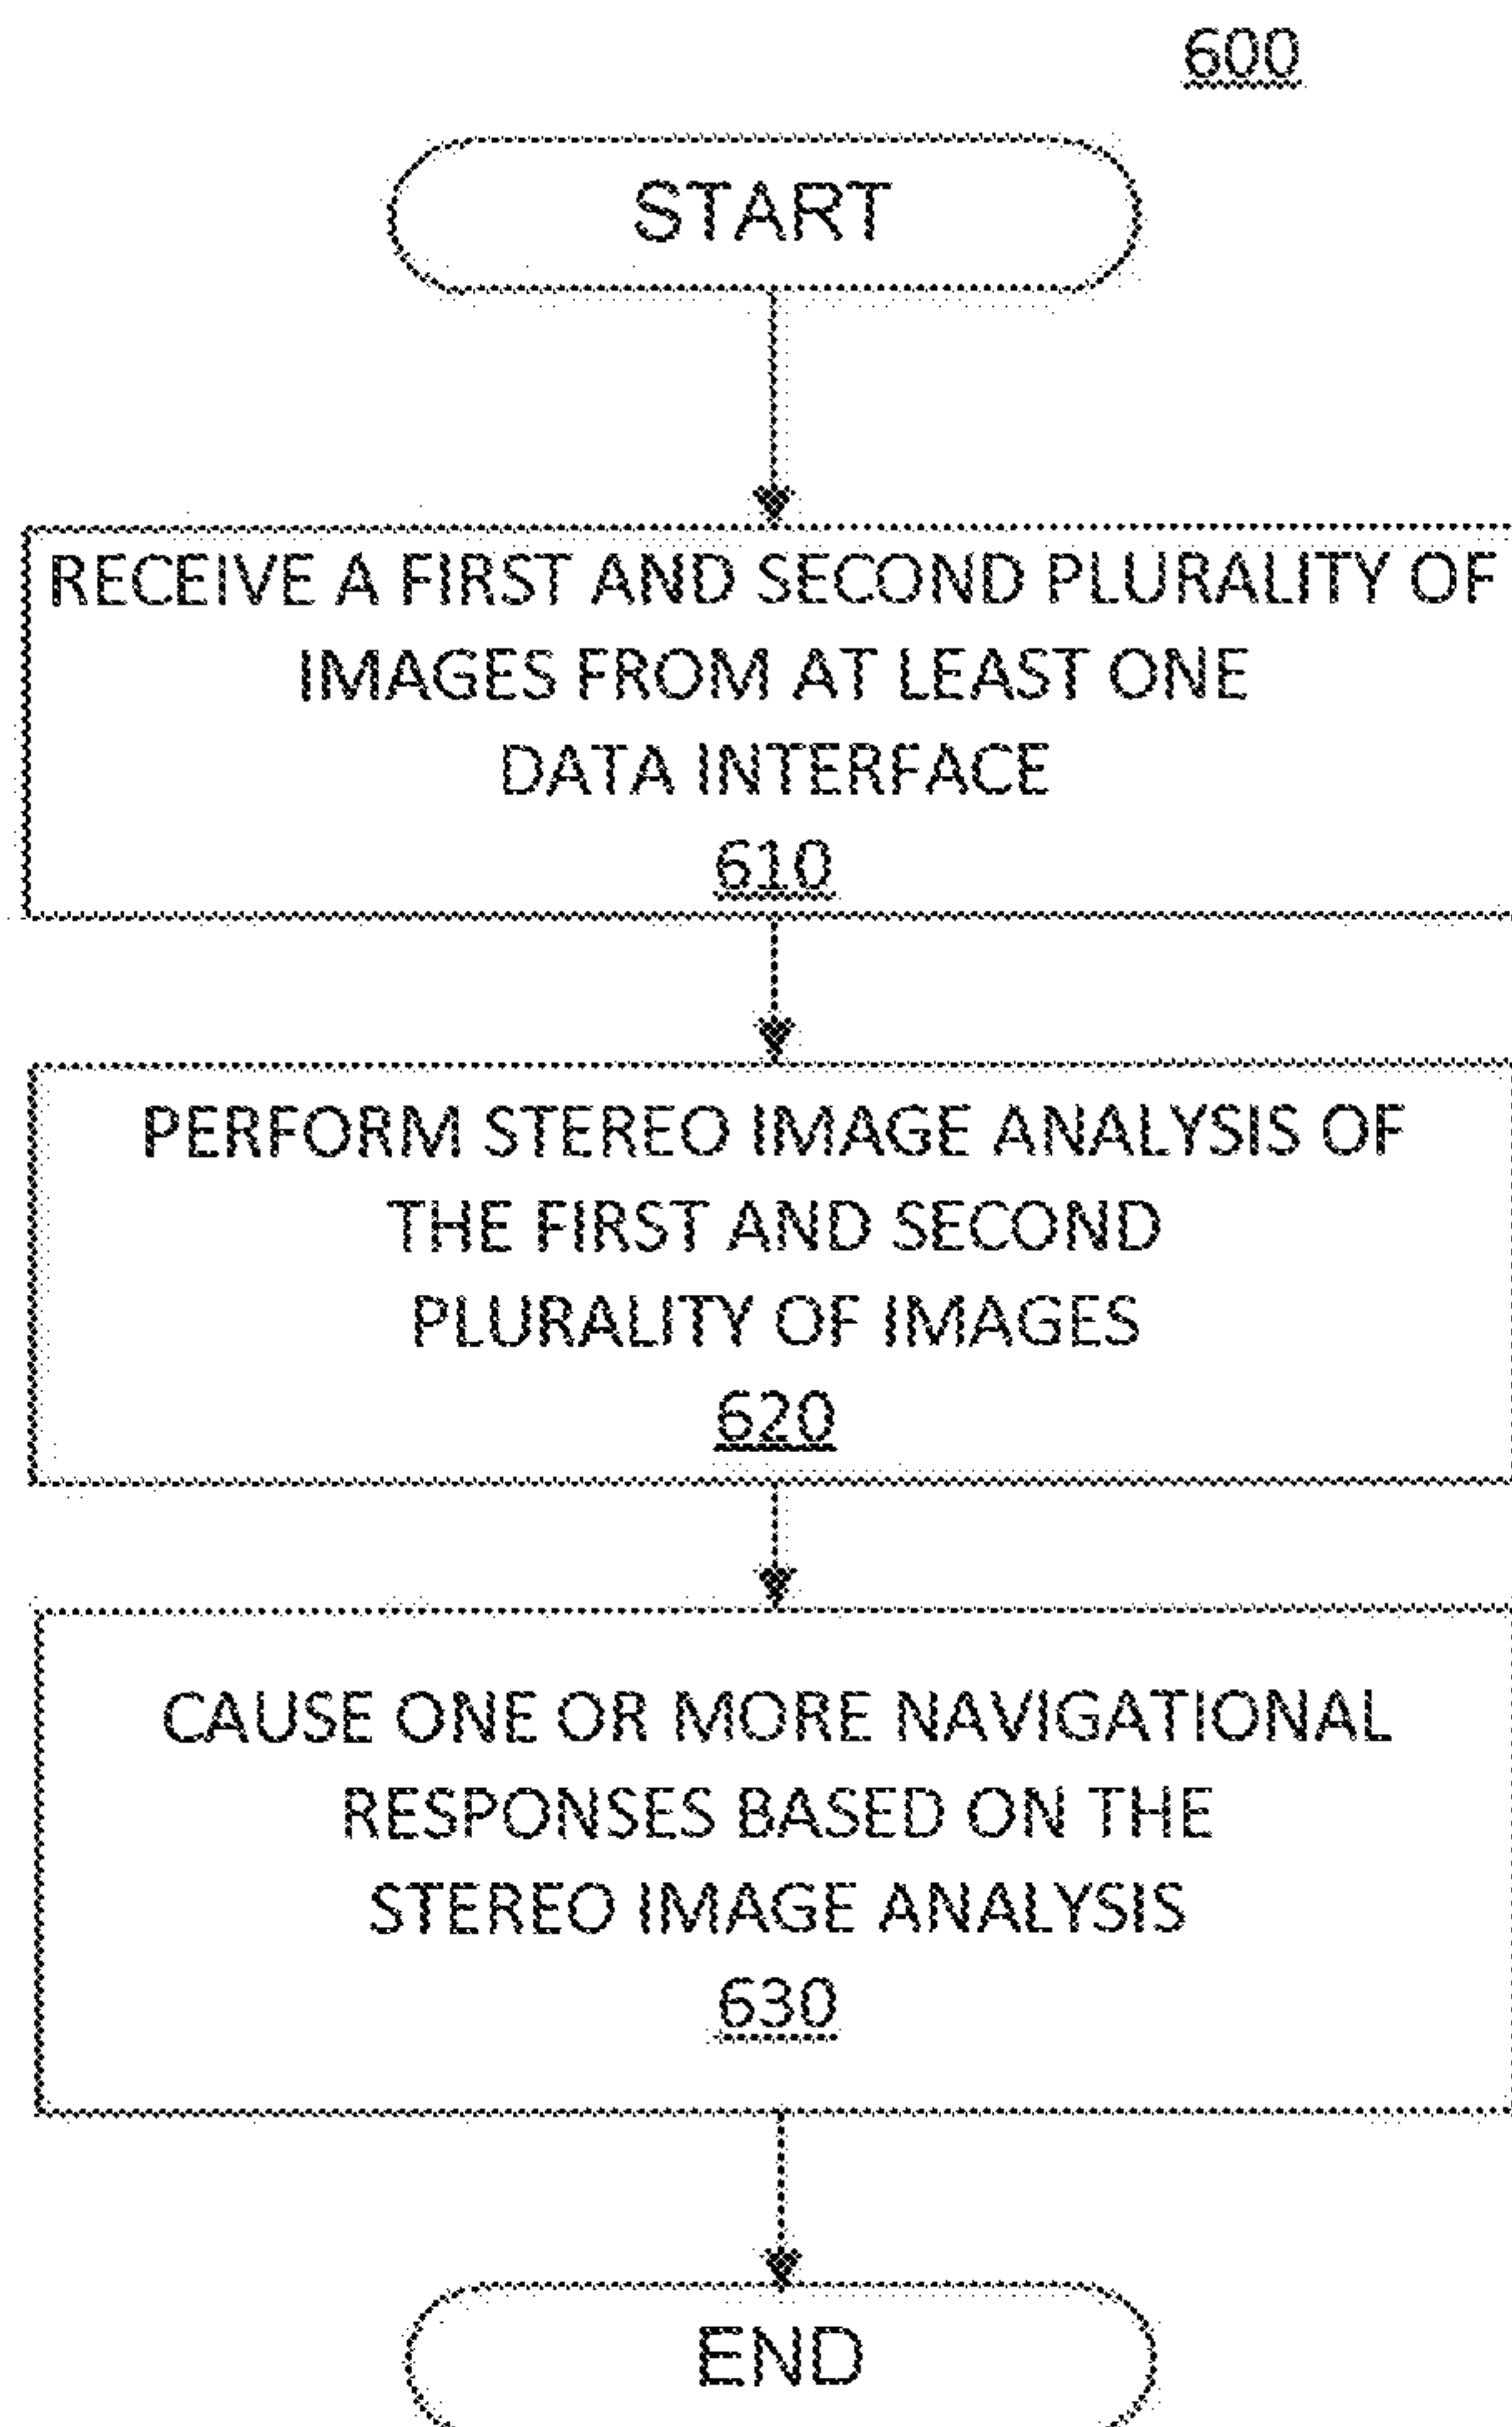 600
START
RECEIVE A FIRST AND SECOND PLURALITY OF
IMAGES FROM AT LEAST ONE
DATA INTERFACE
610
PERFORM STEREO IMAGE ANALYSIS OF
THE FIRST AND SECOND
PLURALITY OF IMAGES
620
CAUSE ONE OR MORE NAVIGATIONAL
RESPONSES BASED ON THE
STEREO IMAGE ANALYSIS
630
END